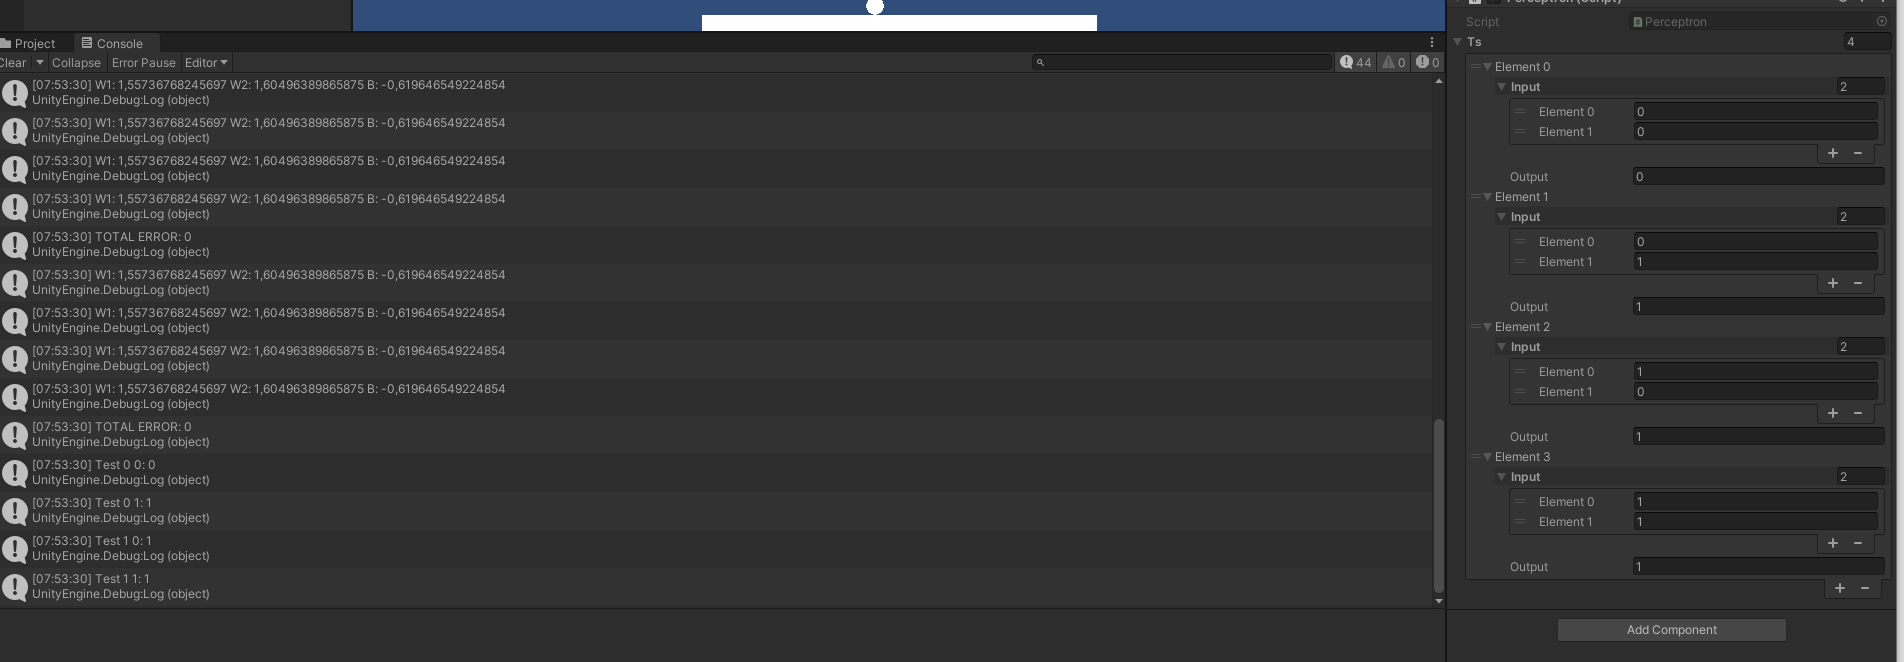 Project
Console
Clear
Collapse
Error Pause
Editor
44
0
0
[07:53:30] W1: 1,55736768245697 W2: 1,60496389865875 B: -0,619646549224854
UnityEngine.Debug:Log (object)
[07:53:30] W1: 1,55736768245697 W2: 1,60496389865875 B: -0,619646549224854
UnityEngine.Debug:Log (object)
[07:53:30] W1: 1,55736768245697 W2: 1,60496389865875 B: -0,619646549224854
UnityEngine.Debug:Log (object)
[07:53:30] W1: 1,55736768245697 W2: 1,60496389865875 B: -0,619646549224854
UnityEngine.Debug:Log (object)
[07:53:30] TOTAL ERROR: 0
UnityEngine.Debug:Log (object)
[07:53:30] W1: 1,55736768245697 W2: 1,60496389865875 B: -0,619646549224854
UnityEngine.Debug:Log (object)
[07:53:30] W1: 1,55736768245697 W2: 1,60496389865875 B: -0,619646549224854
UnityEngine.Debug:Log (object)
[07:53:30] W1: 1,55736768245697 W2: 1,60496389865875 B: -0,619646549224854
UnityEngine.Debug:Log (object)
[07:53:30] W1: 1,55736768245697 W2: 1,60496389865875 B: -0,619646549224854
UnityEngine.Debug:Log (object)
[07:53:30] TOTAL ERROR: 0
UnityEngine.Debug:Log (object)
[07:53:30] Test 0 0: 0
UnityEngine.Debug:Log (object)
[07:53:30] Test 0 1: 1
UnityEngine.Debug:Log (object)
[07:53:30] Test 1 0: 1
UnityEngine.Debug:Log (object)
[07:53:30] Test 1 1: 1
UnityEngine.Debug:Log (object)
Perceptron (Script)
Script Perceptron
Ts 4
Element 0
Input 2
Element 0 0
Element 1 0
Output 0
Element 1
Input 2
Element 0 0
Element 1 1
Output 1
Element 2
Input 2
Element 0 1
Element 1 0
Output 1
Element 3
Input 2
Element 0 1
Element 1 1
Output 1
Add Component